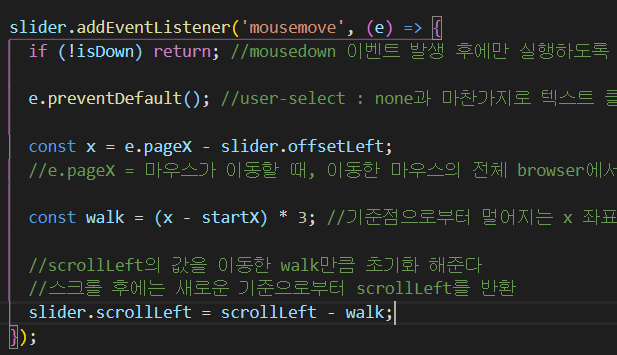 slider.addEventListener('mousemove', (e) => {
if (!isDown) return; //mousedown 이벤트 발생 후에만 실행하도록
e.preventDefault(); //user-select : none과 마찬가지로 텍스트
const x = e.pageX - slider.offsetLeft;
//e.pageX = 마우스가 이동할 때, 이동한 마우스의 전체 browser에서
const walk = (x - startX) * 3; //기준점으로부터 멀어지는 x 좌표
//scrollLeft의 값을 이동한 walk만큼 초기화 해준다
//스크롤 후에는 새로운 기준으로부터 scrollLeft를 반환
slider.scrollLeft = scrollLeft - walk;
});